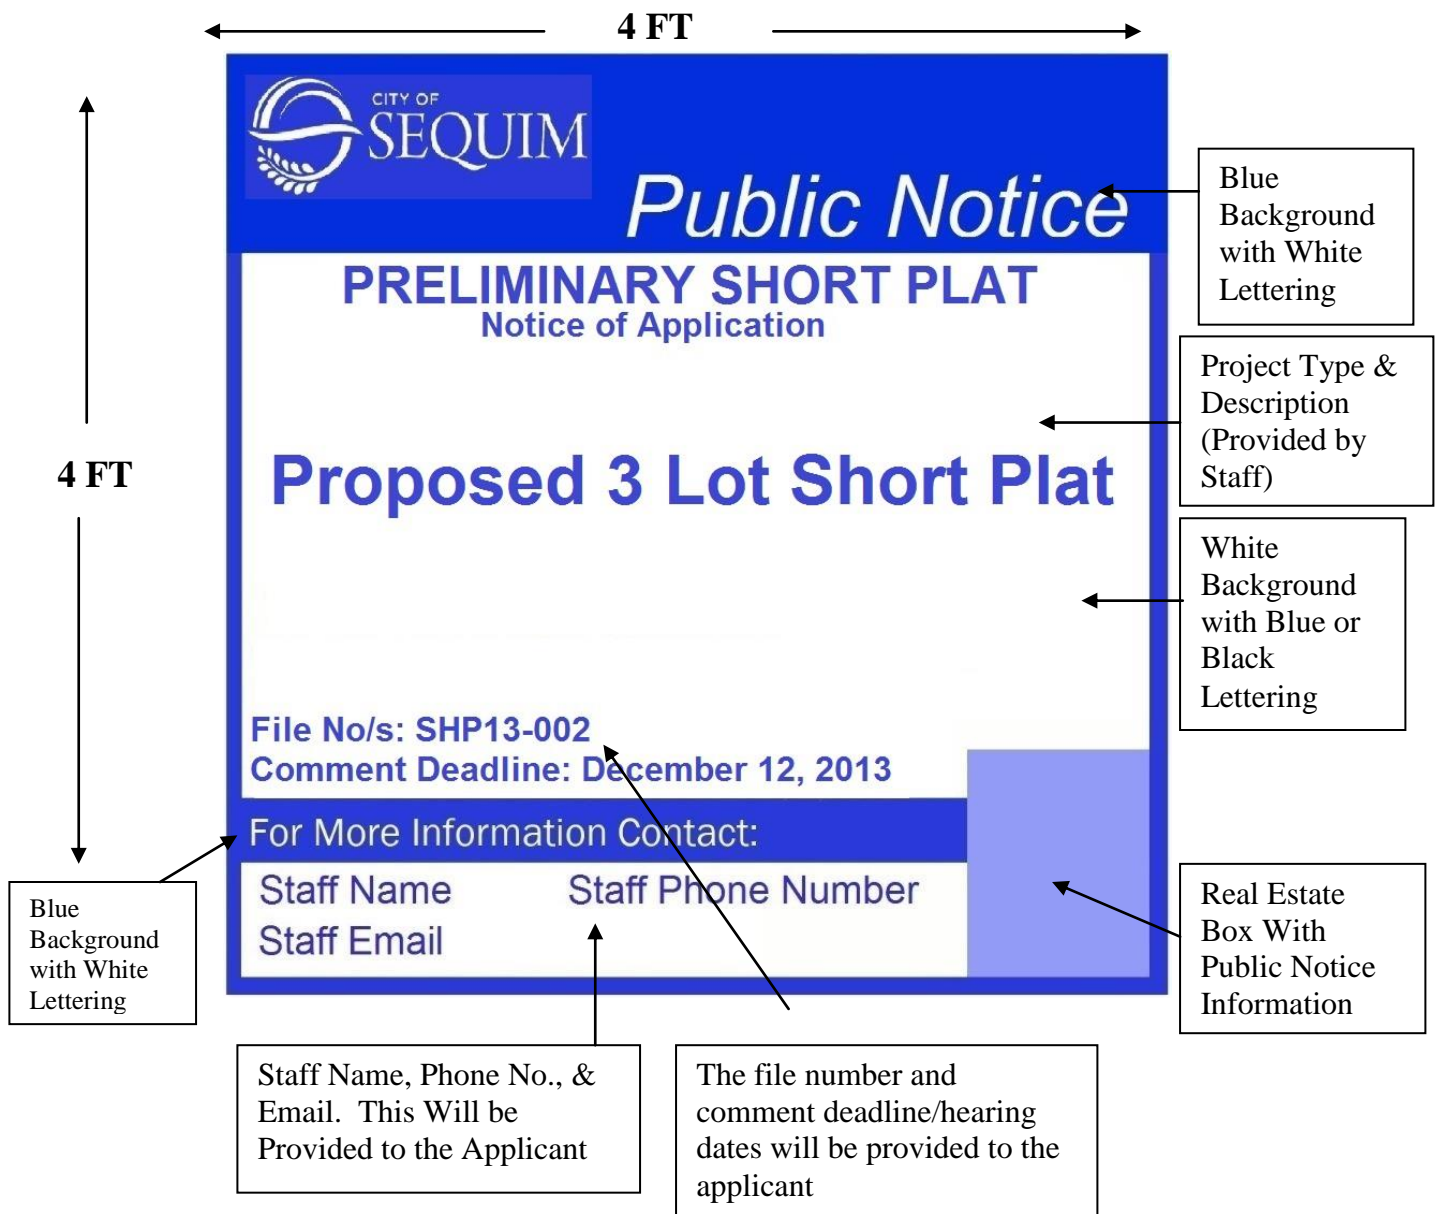 4 FT
CITY OF
SEQUIM
Public Notice
Blue
Background
with White
Lettering
PRELIMINARY SHORT PLAT
Notice of Application
Project Type &
Description
(Provided by
Staff)
4 FT
Proposed 3 Lot Short Plat
White
Background
with Blue or
Black
Lettering
File No/s: SHP13-002
Comment Deadline: December 12, 2013
For More Information Contact:
Staff Name Staff Phone Number
Staff Email
Blue
Background
with White
Lettering
Real Estate
Box With
Public Notice
Information
Staff Name, Phone No., &
Email. This Will be
Provided to the Applicant
The file number and
comment deadline/hearing
dates will be provided to the
applicant